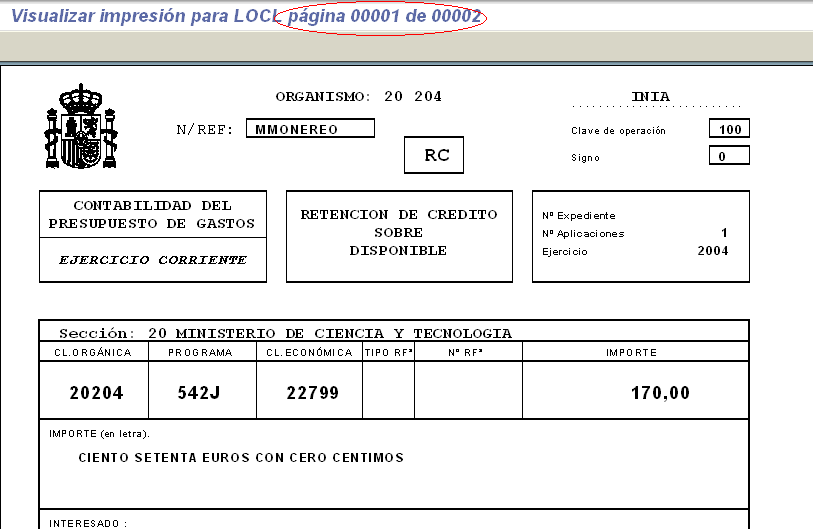 Visualizar impresión para LOCL página 00001 de 00002
ORGANISMO: 20 204
INIA
N/REF: MMONEREO
Clave de operación 100
RC
Signo 0
CONTABILIDAD DEL
PRESUPUESTO DE GASTOS
EJERCICIO CORRIENTE
RETENCION DE CREDITO
SOBRE
DISPONIBLE
Nº Expediente
Nº Aplicaciones 1
Ejercicio 2004
Sección: 20 MINISTERIO DE CIENCIA Y TECNOLOGIA
CL.ORGÁNICA PROGRAMA CL.ECONÓMICA TIPO RFª Nº RFª IMPORTE
20204 542J 22799 170,00
IMPORTE (en letra).
CIENTO SETENTA EUROS CON CERO CENTIMOS
INTERESADO :